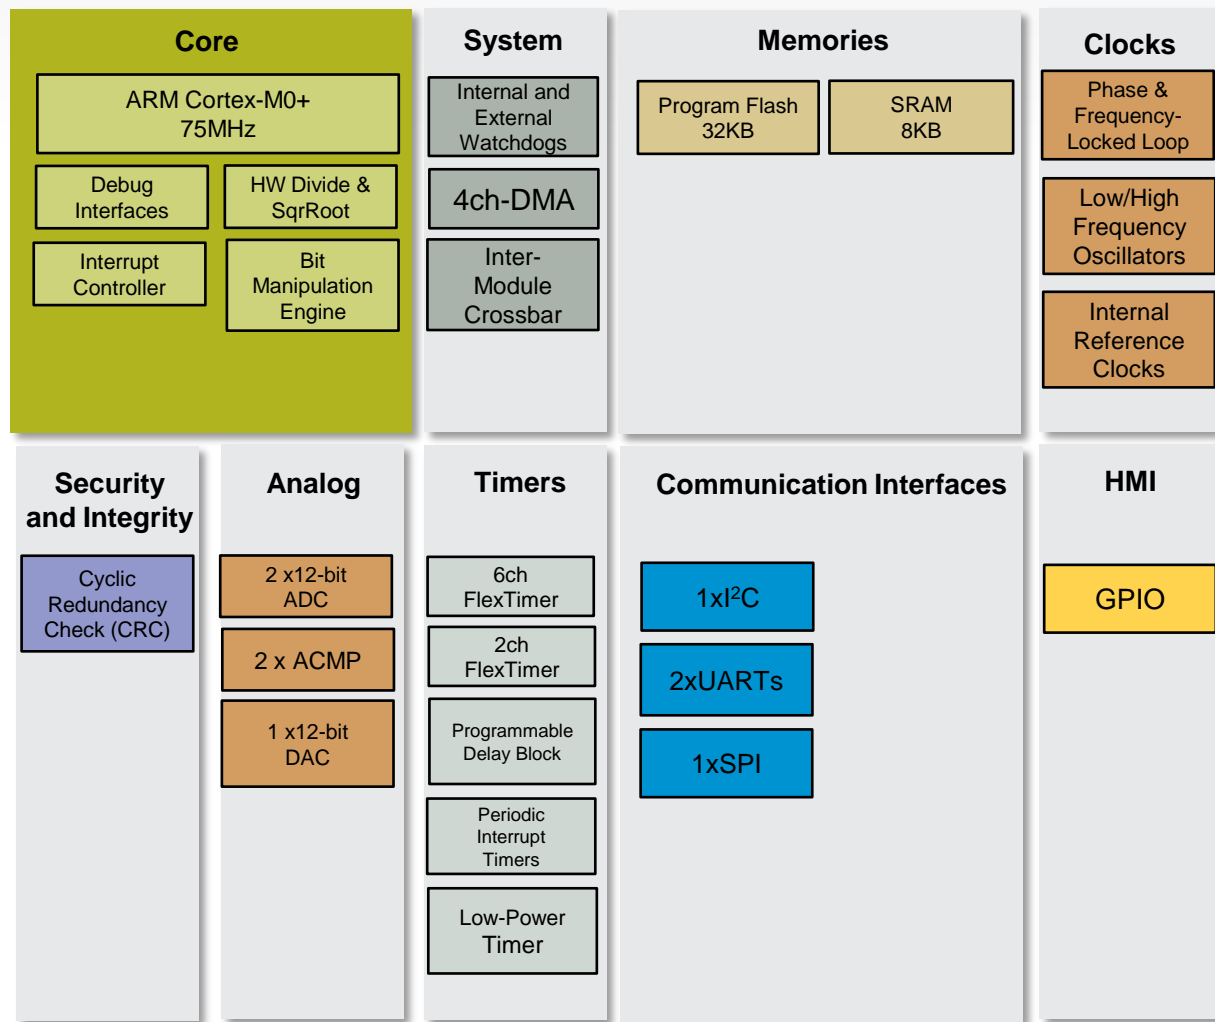 Core
ARM Cortex-M0+
75MHz
Debug
Interfaces
HW Divide &
SqrRoot
Interrupt
Controller
Bit
Manipulation
Engine
System
Internal and
External
Watchdogs
4ch-DMA
Inter-
Module
Crossbar
Memories
Program Flash
32KB
SRAM
8KB
Clocks
Phase &
Frequency-
Locked Loop
Low/High
Frequency
Oscillators
Internal
Reference
Clocks
Security
and Integrity
Cyclic
Redundancy
Check (CRC)
Analog
2 x12-bit
ADC
2 x ACMP
1 x12-bit
DAC
Timers
6ch
FlexTimer
2ch
FlexTimer
Programmable
Delay Block
Periodic
Interrupt
Timers
Low-Power
Timer
Communication Interfaces
1xI²C
2xUARTs
1xSPI
HMI
GPIO